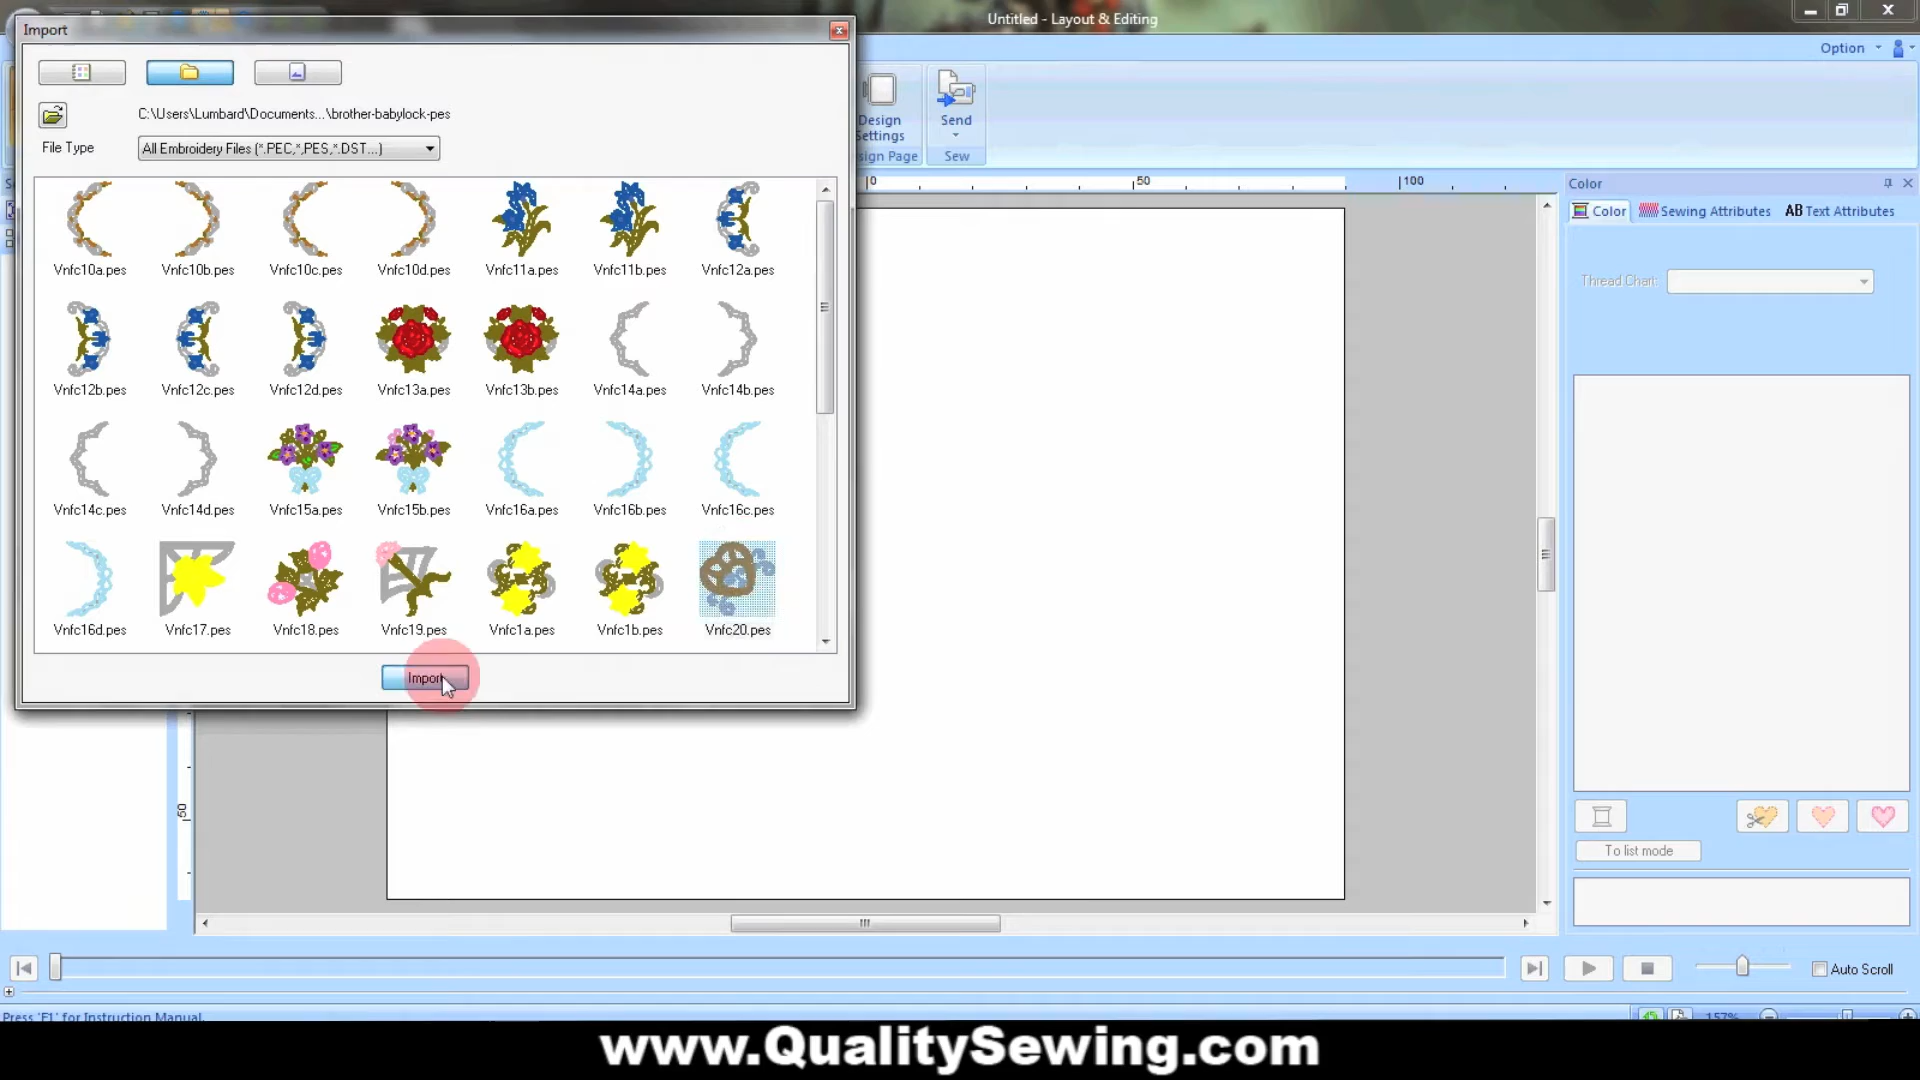 Import
Untitled - Layout & Editing
Option
C:\Users\Lumbard\Documents...\brother-babylock-pes
File Type
All Embroidery Files (*.PEC,*,PES,*.DST...)
Design
Settings
Send
Sew
0
50
100
Color
Color
Sewing Attributes
AB Text Attributes
Thread Chart:
Vnfc10a.pes Vnfc10b.pes Vnfc10c.pes Vnfc10d.pes Vnfc11a.pes Vnfc11b.pes Vnfc12a.pes
Vnfc12b.pes Vnfc12c.pes Vnfc12d.pes Vnfc13a.pes Vnfc13b.pes Vnfc14a.pes Vnfc14b.pes
Vnfc14c.pes Vnfc14d.pes Vnfc15a.pes Vnfc15b.pes Vnfc16a.pes Vnfc16b.pes Vnfc16c.pes
Vnfc16d.pes Vnfc17.pes Vnfc18.pes Vnfc19.pes Vnfc1a.pes Vnfc1b.pes Vnfc20.pes
Import
50
To list mode
Auto Scroll
Press 'F1' for Instruction Manual.
157%
www.QualitySewing.com